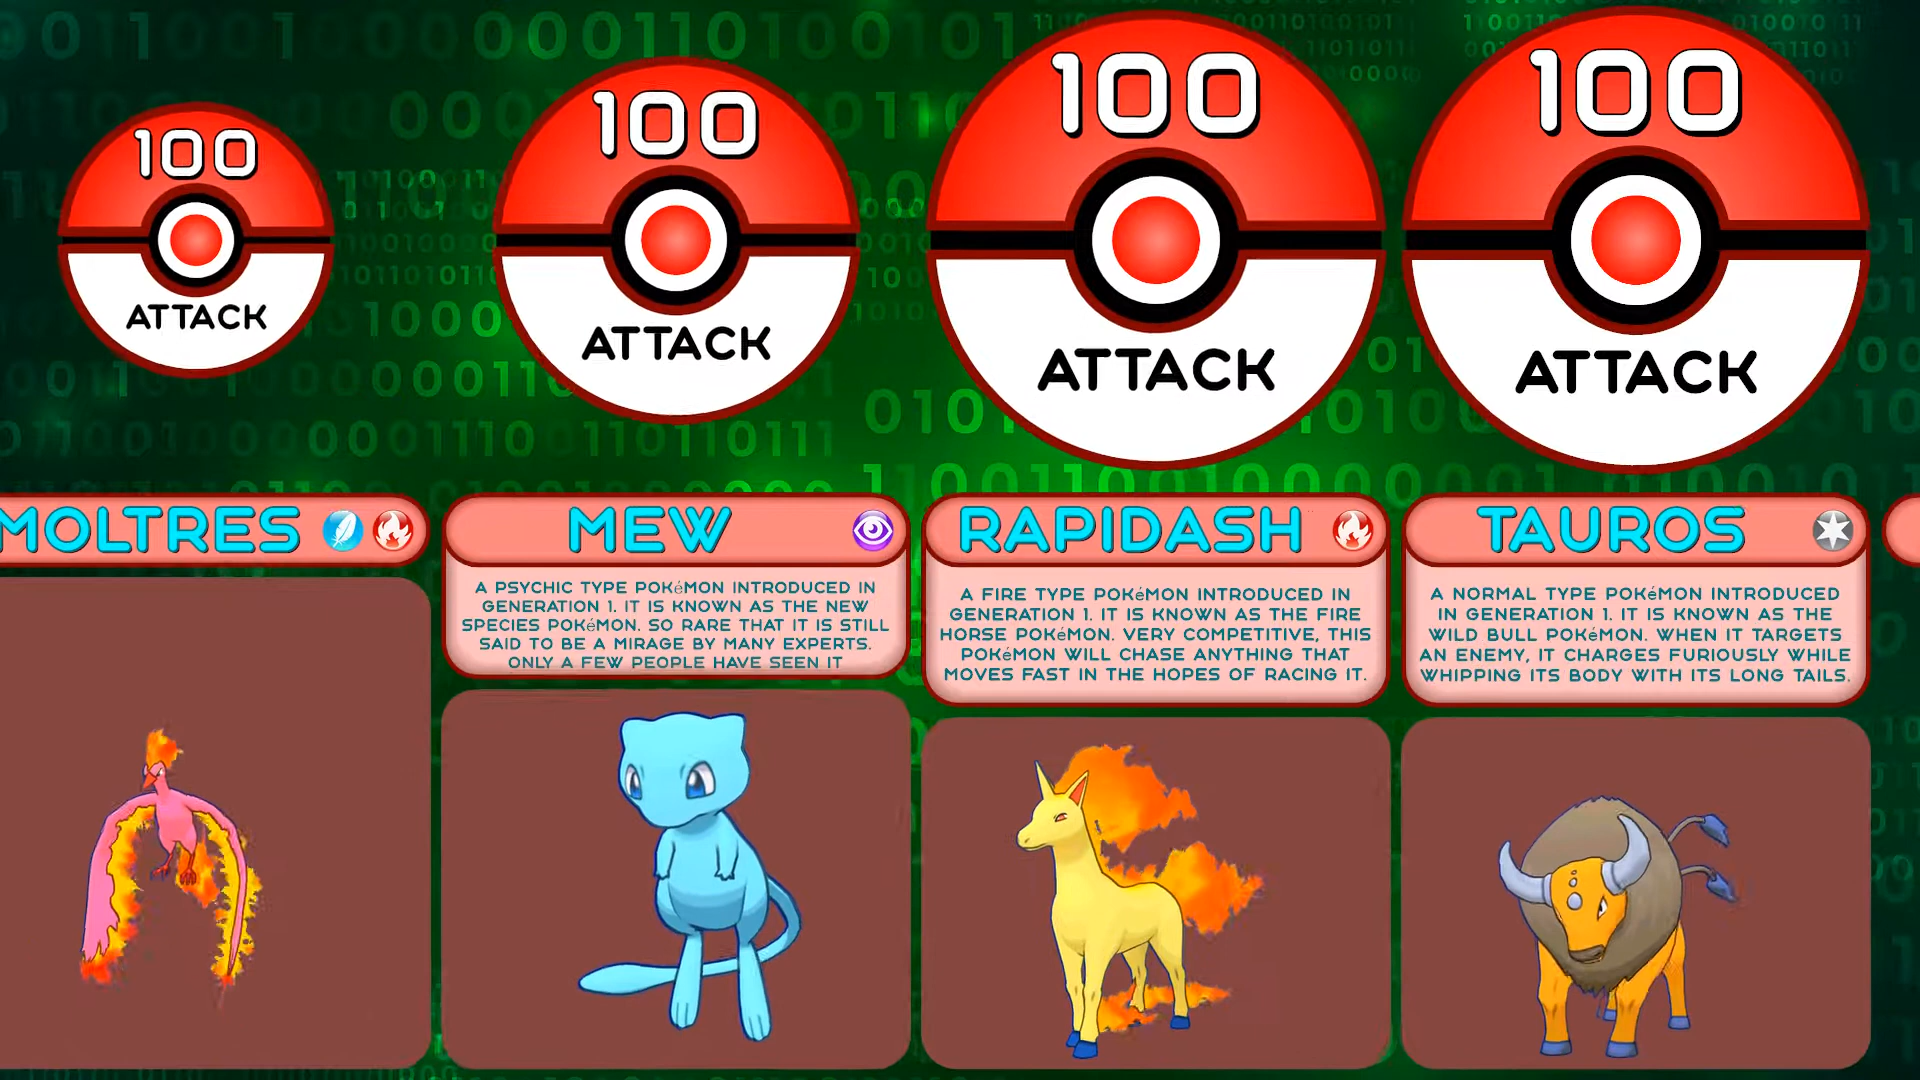 100
ATTACK
100
ATTACK
100
ATTACK
100
ATTACK
MOLTRES
MEW
A PSYCHIC TYPE POKéMON INTRODUCED IN
GENERATION 1. IT IS KNOWN AS THE NEW
SPECIES POKéMON. SO RARE THAT IT IS STILL
SAID TO BE A MIRAGE BY MANY EXPERTS.
ONLY A FEW PEOPLE HAVE SEEN IT
RAPIDASH
A FIRE TYPE POKéMON INTRODUCED IN
GENERATION 1. IT IS KNOWN AS THE FIRE
HORSE POKéMON. VERY COMPETITIVE, THIS
POKéMON WILL CHASE ANYTHING THAT
MOVES FAST IN THE HOPES OF RACING IT.
TAUROS
A NORMAL TYPE POKéMON INTRODUCED
IN GENERATION 1. IT IS KNOWN AS THE
WILD BULL POKéMON. WHEN IT TARGETS
AN ENEMY, IT CHARGES FURIOUSLY WHILE
WHIPPING ITS BODY WITH ITS LONG TAILS.